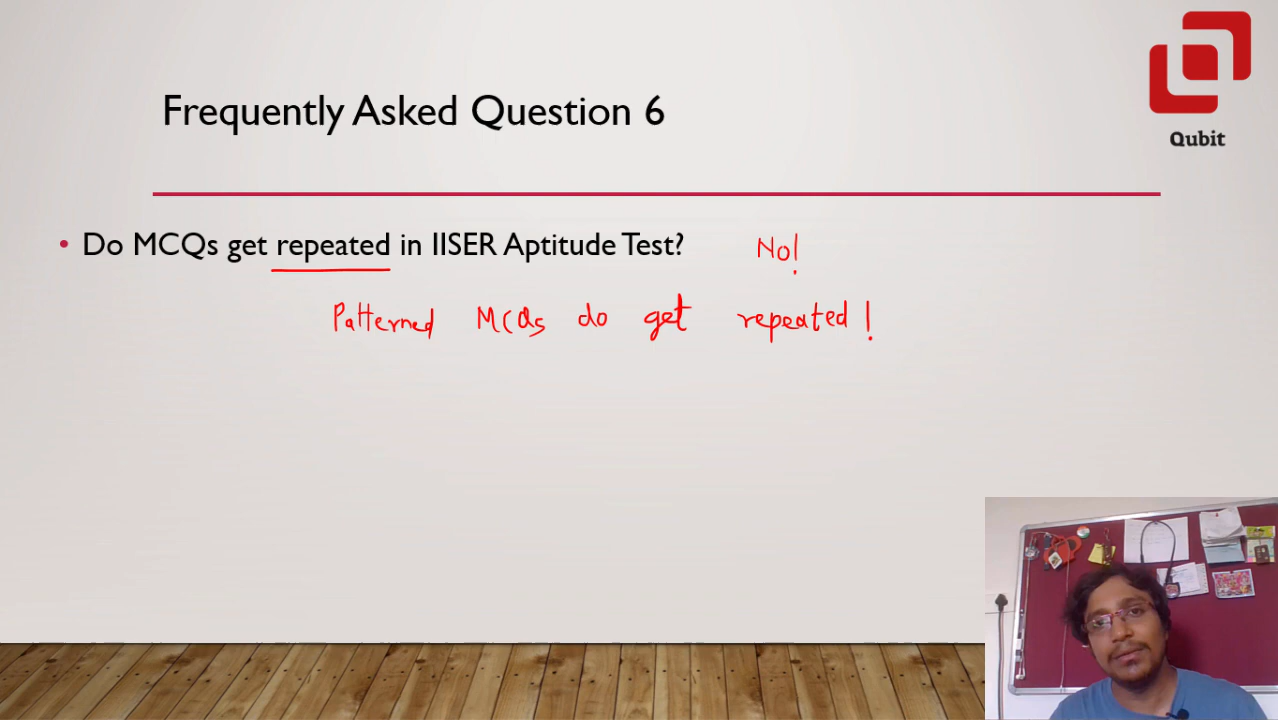 Qubit
Frequently Asked Question 6
• Do MCQs get repeated in IISER Aptitude Test? No!
Patterned MCQs do get repeated!